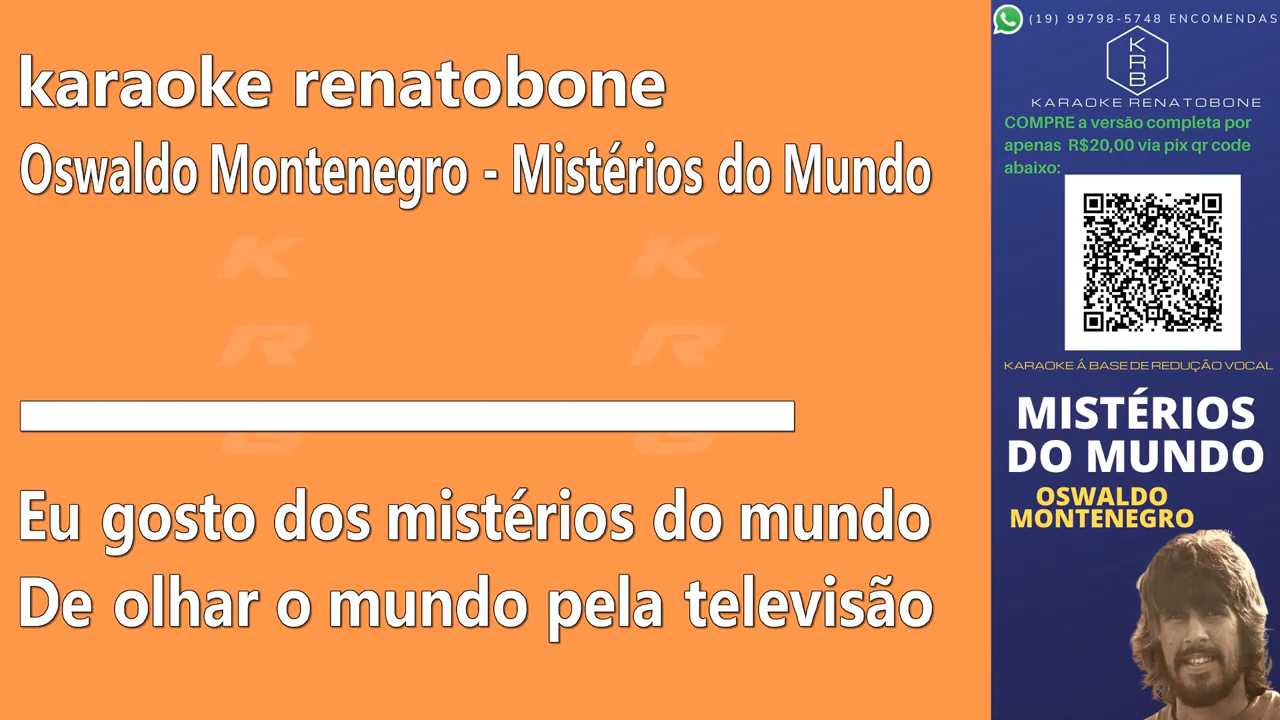 karaoke renatobone
Oswaldo Montenegro - Mistérios do Mundo
K K
R R
B B
Eu gosto dos mistérios do mundo
De olhar o mundo pela televisão
(19) 99798-5748 ENCOMENDAS
K
R
B
KARAOKE RENATOBONE
COMPRE a versão completa por
apenas R$20,00 via pix qr code
abaixo:
KARAOKE Á BASE DE REDUÇÃO VOCAL
MISTÉRIOS
DO MUNDO
OSWALDO
MONTENEGRO